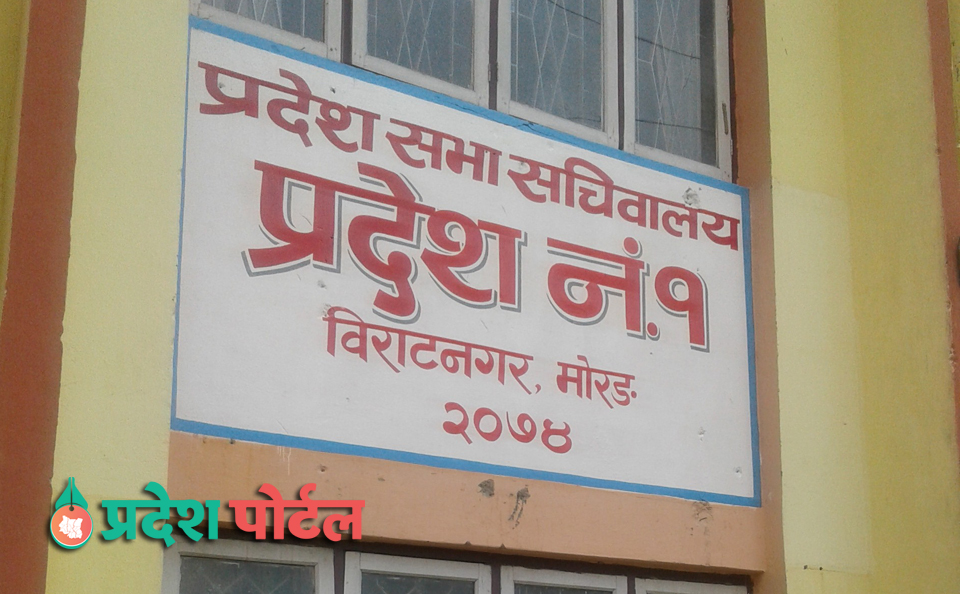 प्रदेश सभा सचिवालय
प्रदेश नं.१
विराटनगर, मोरङ
२०७४
प्रदेश पोर्टल